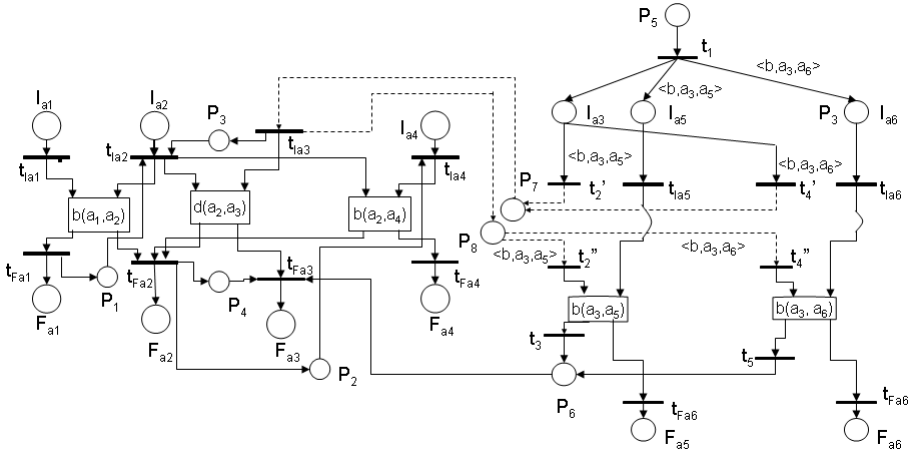 P5
t1
<b,a3,a6>
<b,a3,a5>
Ia1
Ia2
P3
Ia4
Ia3
Ia5
P3
Ia6
tIa1
tIa2
tIa3
tIa4
<b,a3,a5>
<b,a3,a6>
P7
t2’
tIa5
t4’
tIa6
b(a1,a2)
d(a2,a3)
b(a2,a4)
P8
<b,a3,a5>
<b,a3,a6>
t2”
t4”
tFa1
P1
tFa2
P4
tFa3
tFa4
b(a3,a5)
b(a3, a6)
Fa1
Fa2
Fa3
Fa4
t3
t5
P2
P6
tFa6
tFa6
Fa5
Fa6